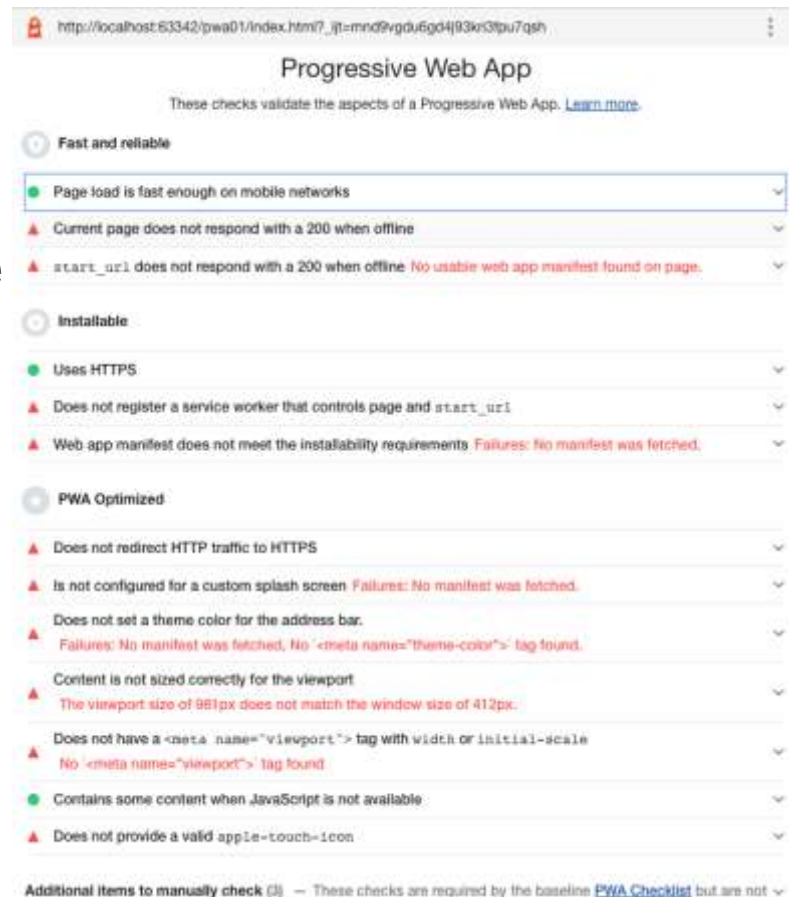 http://localhost:63342/pwa01/index.html?_ijt=mnd9vgdu6gd4j93kri3fpu7qsh
Progressive Web App
These checks validate the aspects of a Progressive Web App. Learn more.
Fast and reliable
Page load is fast enough on mobile networks
Current page does not respond with a 200 when offline
start_url does not respond with a 200 when offline No usable web app manifest found on page.
Installable
Uses HTTPS
Does not register a service worker that controls page and start_url
Web app manifest does not meet the installability requirements Failures: No manifest was fetched.
PWA Optimized
Does not redirect HTTP traffic to HTTPS
Is not configured for a custom splash screen Failures: No manifest was fetched.
Does not set a theme color for the address bar.
Failures: No manifest was fetched, No `<meta name="theme-color">` tag found.
Content is not sized correctly for the viewport
The viewport size of 981px does not match the window size of 412px.
Does not have a <meta name="viewport"> tag with width or initial-scale
No `<meta name="viewport">` tag found
Contains some content when JavaScript is not available
Does not provide a valid apple-touch-icon
Additional items to manually check (3) — These checks are required by the baseline PWA Checklist but are not